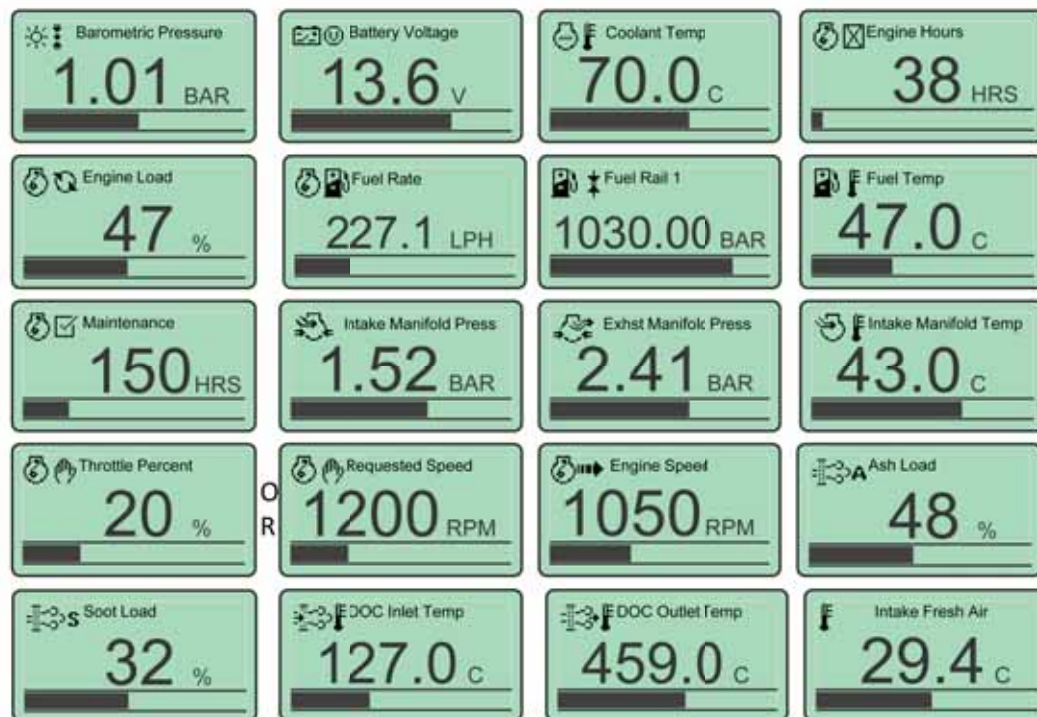 Barometric Pressure
1.01 BAR
Battery Voltage
13.6 V
Coolant Temp
70.0 C
Engine Hours
38 HRS
Engine Load
47 %
Fuel Rate
227.1 LPH
Fuel Rail 1
1030.00 BAR
Fuel Temp
47.0 C
Maintenance
150 HRS
Intake Manifold Press
1.52 BAR
Exhst Manifolc Press
2.41 BAR
Intake Manifold Temp
43.0 C
Throttle Percent
20 %
O
R
Requested Speed
1200 RPM
Engine Speed
1050 RPM
A Ash Load
48 %
S Soot Load
32 %
DOC Inlet Temp
127.0 C
DOC Outlet Temp
459.0 C
Intake Fresh Air
29.4 C